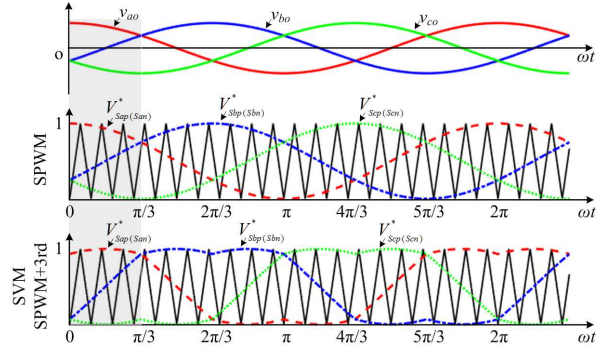 v_ao v_bo v_co
o ωt
V*_Sap(San) V*_Sbp(Sbn) V*_Scp(Scn)
1
SPWM
0 π/3 2π/3 π 4π/3 5π/3 2π ωt
V*_Sap(San) V*_Sbp(Sbn) V*_Scp(Scn)
1
SVM
SPWM+3rd
0 π/3 2π/3 π 4π/3 5π/3 2π ωt